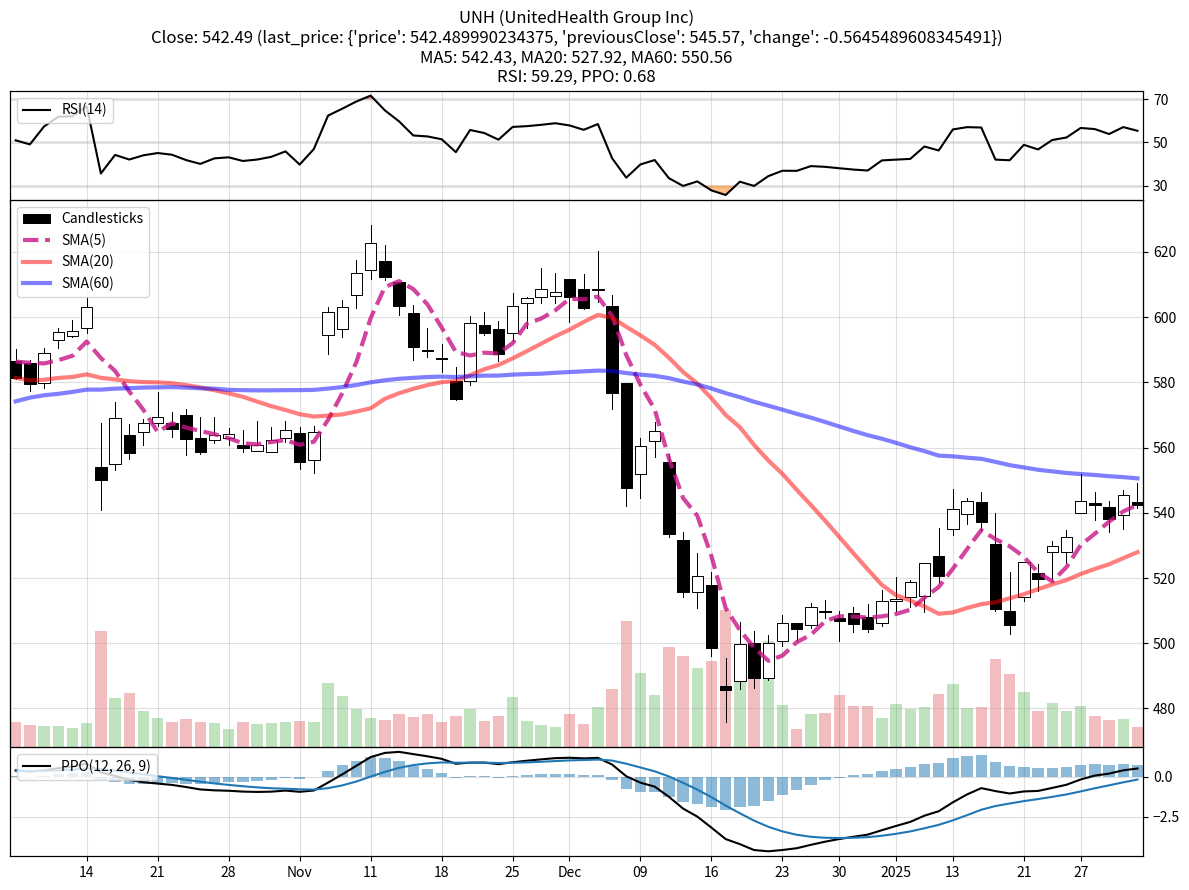 UNH (UnitedHealth Group Inc)
Close: 542.49 (last_price: {'price': 542.489990234375, 'previousClose': 545.57, 'change': -0.5645489608345491})
MA5: 542.43, MA20: 527.92, MA60: 550.56
RSI: 59.29, PPO: 0.68
RSI(14)
70
50
30
Candlesticks
SMA(5)
SMA(20)
SMA(60)
620
600
580
560
540
520
500
480
PPO(12, 26, 9)
0.0
−2.5
14 21 28 Nov 11 18 25 Dec 09 16 23 30 2025 13 21 27